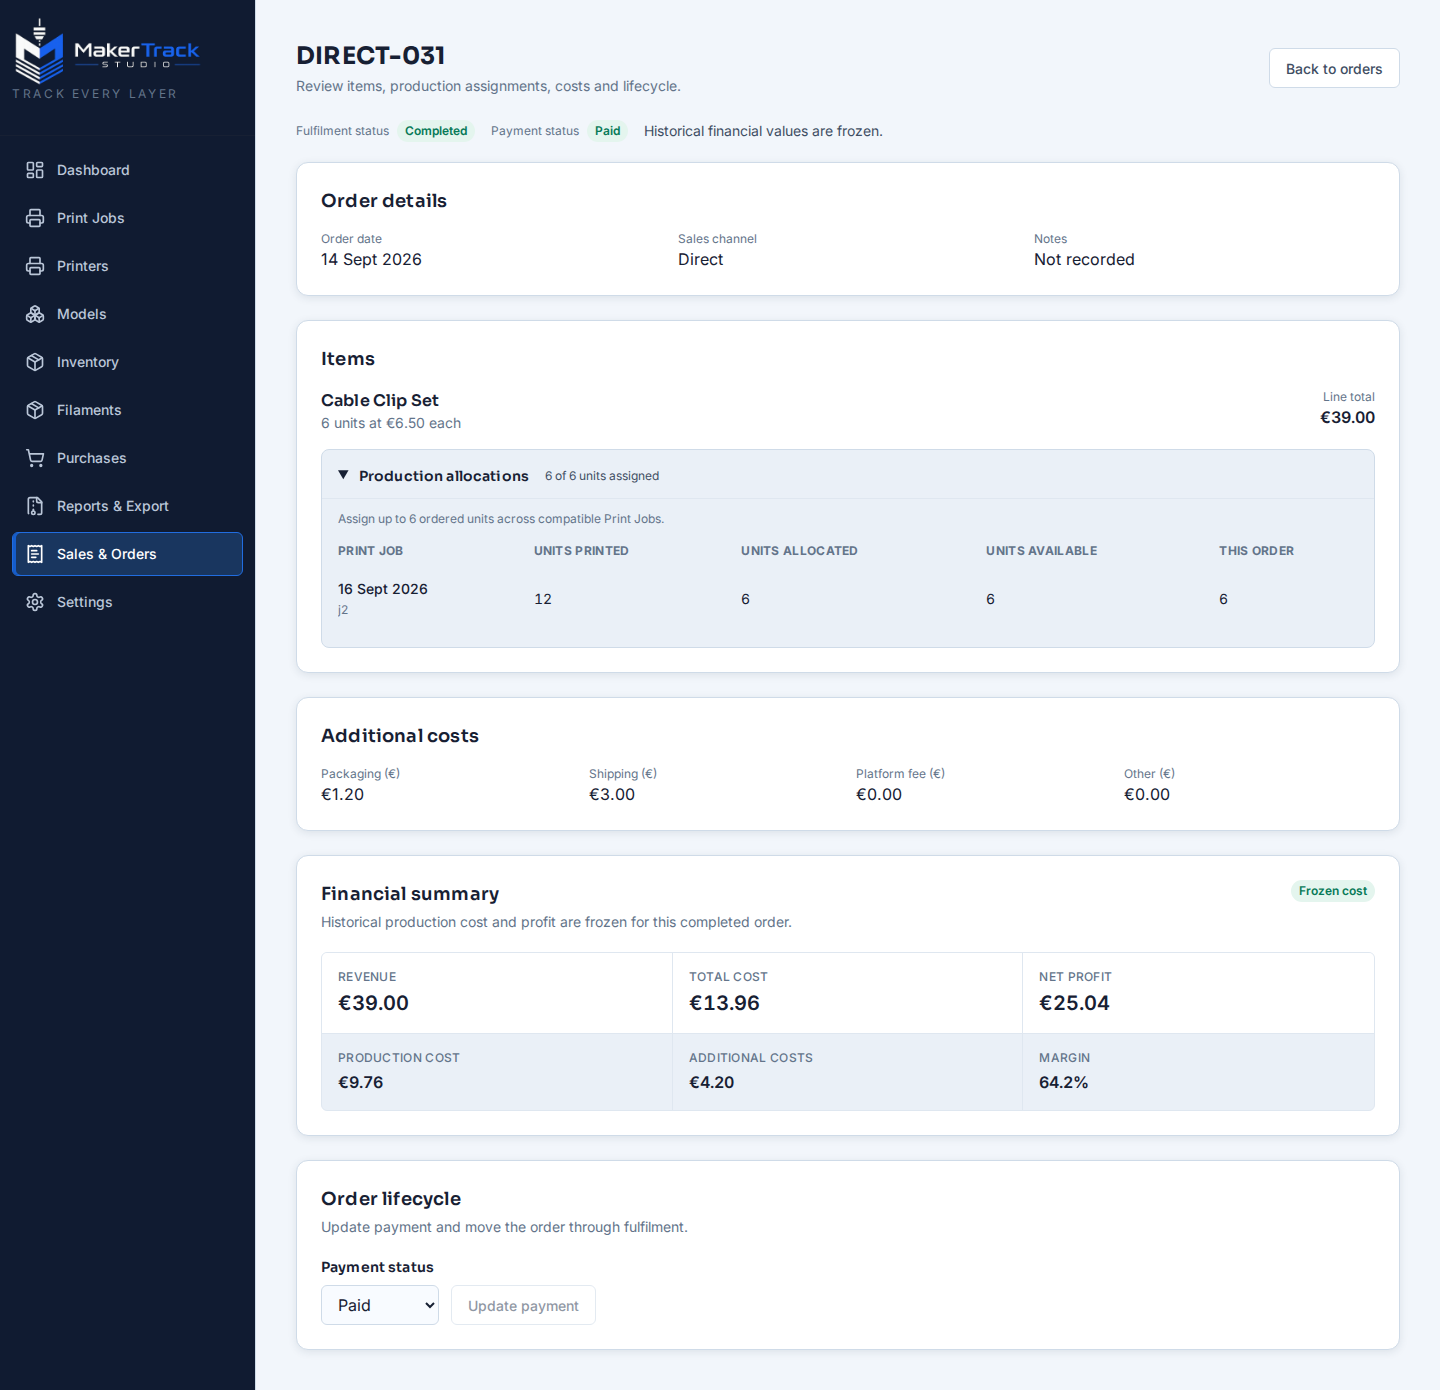 MakerTrack
STUDIO
TRACK EVERY LAYER
Dashboard
Print Jobs
Printers
Models
Inventory
Filaments
Purchases
Reports & Export
Sales & Orders
Settings
DIRECT-031
Review items, production assignments, costs and lifecycle.
Back to orders
Fulfilment status Completed Payment status Paid Historical financial values are frozen.
Order details
Order date Sales channel Notes
14 Sept 2026 Direct Not recorded
Items
Cable Clip Set
6 units at €6.50 each
Line total
€39.00
Production allocations 6 of 6 units assigned
Assign up to 6 ordered units across compatible Print Jobs.
PRINT JOB UNITS PRINTED UNITS ALLOCATED UNITS AVAILABLE THIS ORDER
16 Sept 2026
j2
12 6 6 6
Additional costs
Packaging (€) Shipping (€) Platform fee (€) Other (€)
€1.20 €3.00 €0.00 €0.00
Financial summary
Frozen cost
Historical production cost and profit are frozen for this completed order.
REVENUE TOTAL COST NET PROFIT
€39.00 €13.96 €25.04
PRODUCTION COST ADDITIONAL COSTS MARGIN
€9.76 €4.20 64.2%
Order lifecycle
Update payment and move the order through fulfilment.
Payment status
Paid Update payment